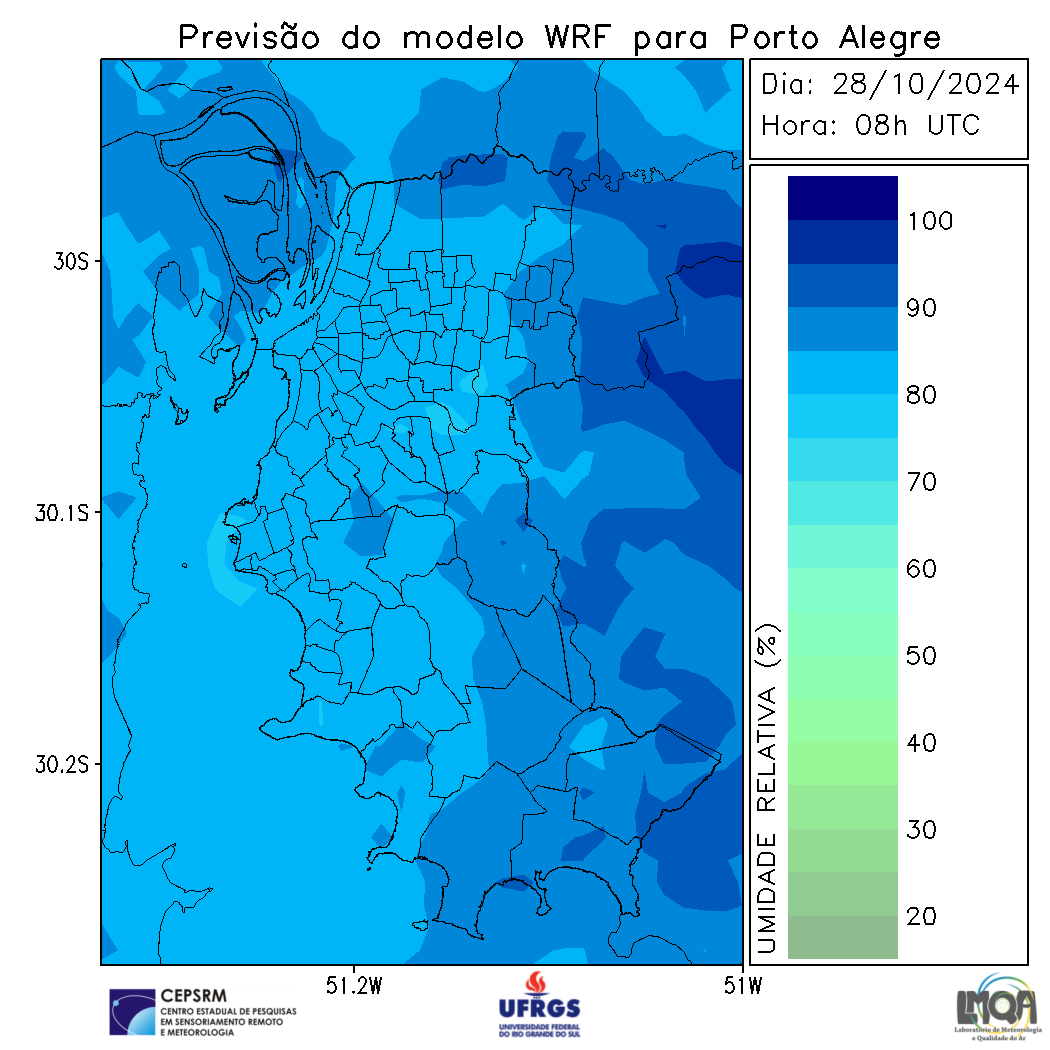 Previsão do modelo WRF para Porto Alegre
Dia: 28/10/2024
Hora: 08h UTC
30S
30.1S
30.2S
51.2W
51W
UMIDADE RELATIVA (%)
100
90
80
70
60
50
40
30
20
CEPSRM
CENTRO ESTADUAL DE PESQUISAS
EM SENSORIAMENTO REMOTO
E METEOROLOGIA
UFRGS
UNIVERSIDADE FEDERAL
DO RIO GRANDE DO SUL
LMQA
Laboratório de Meteorologia
e Qualidade do Ar